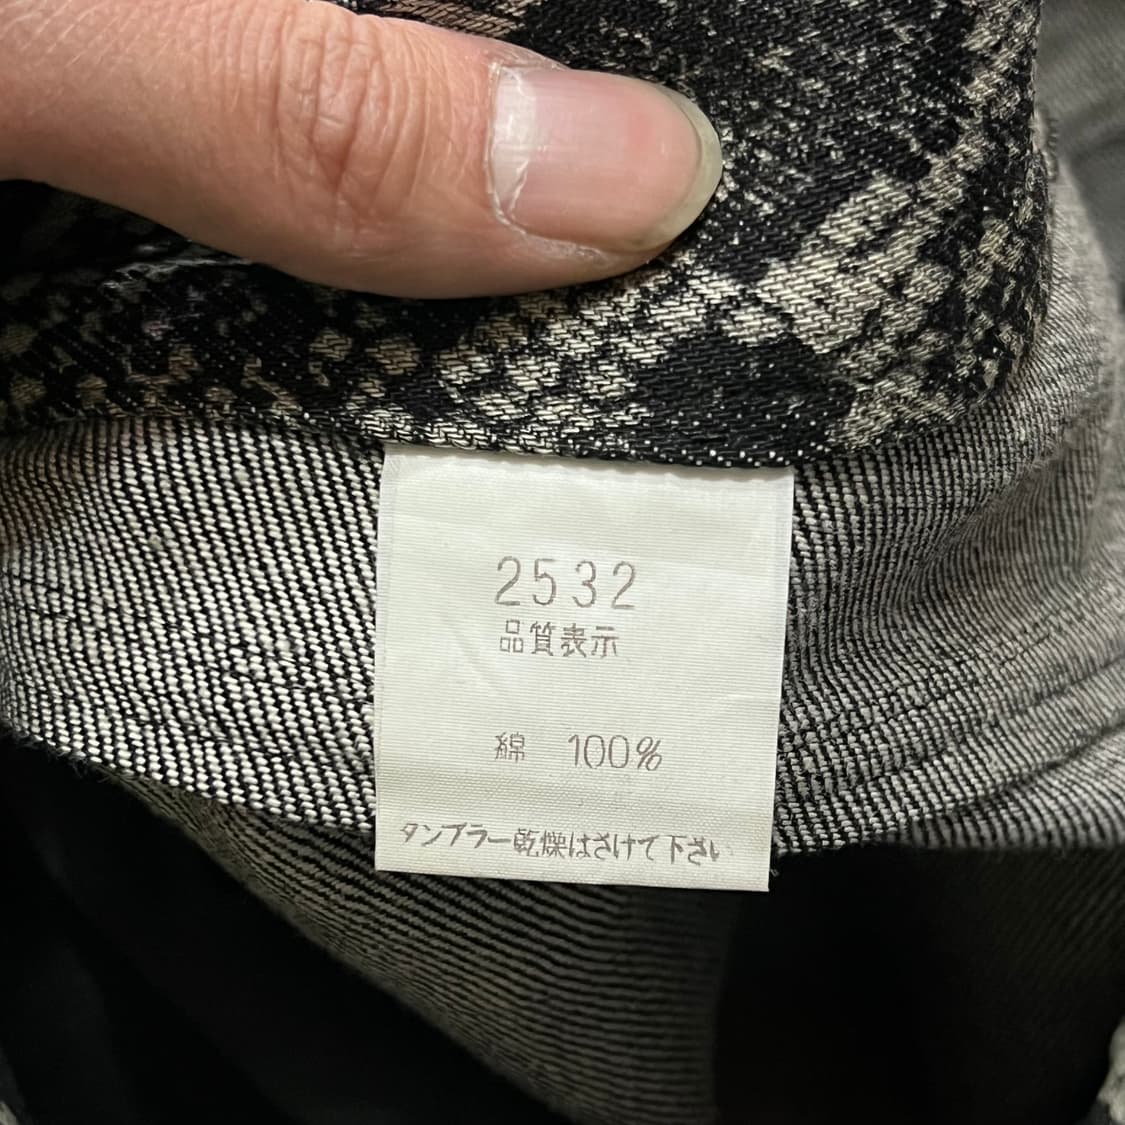 2532
品質表示
綿 100%
タンブラー乾燥はさけて下さい